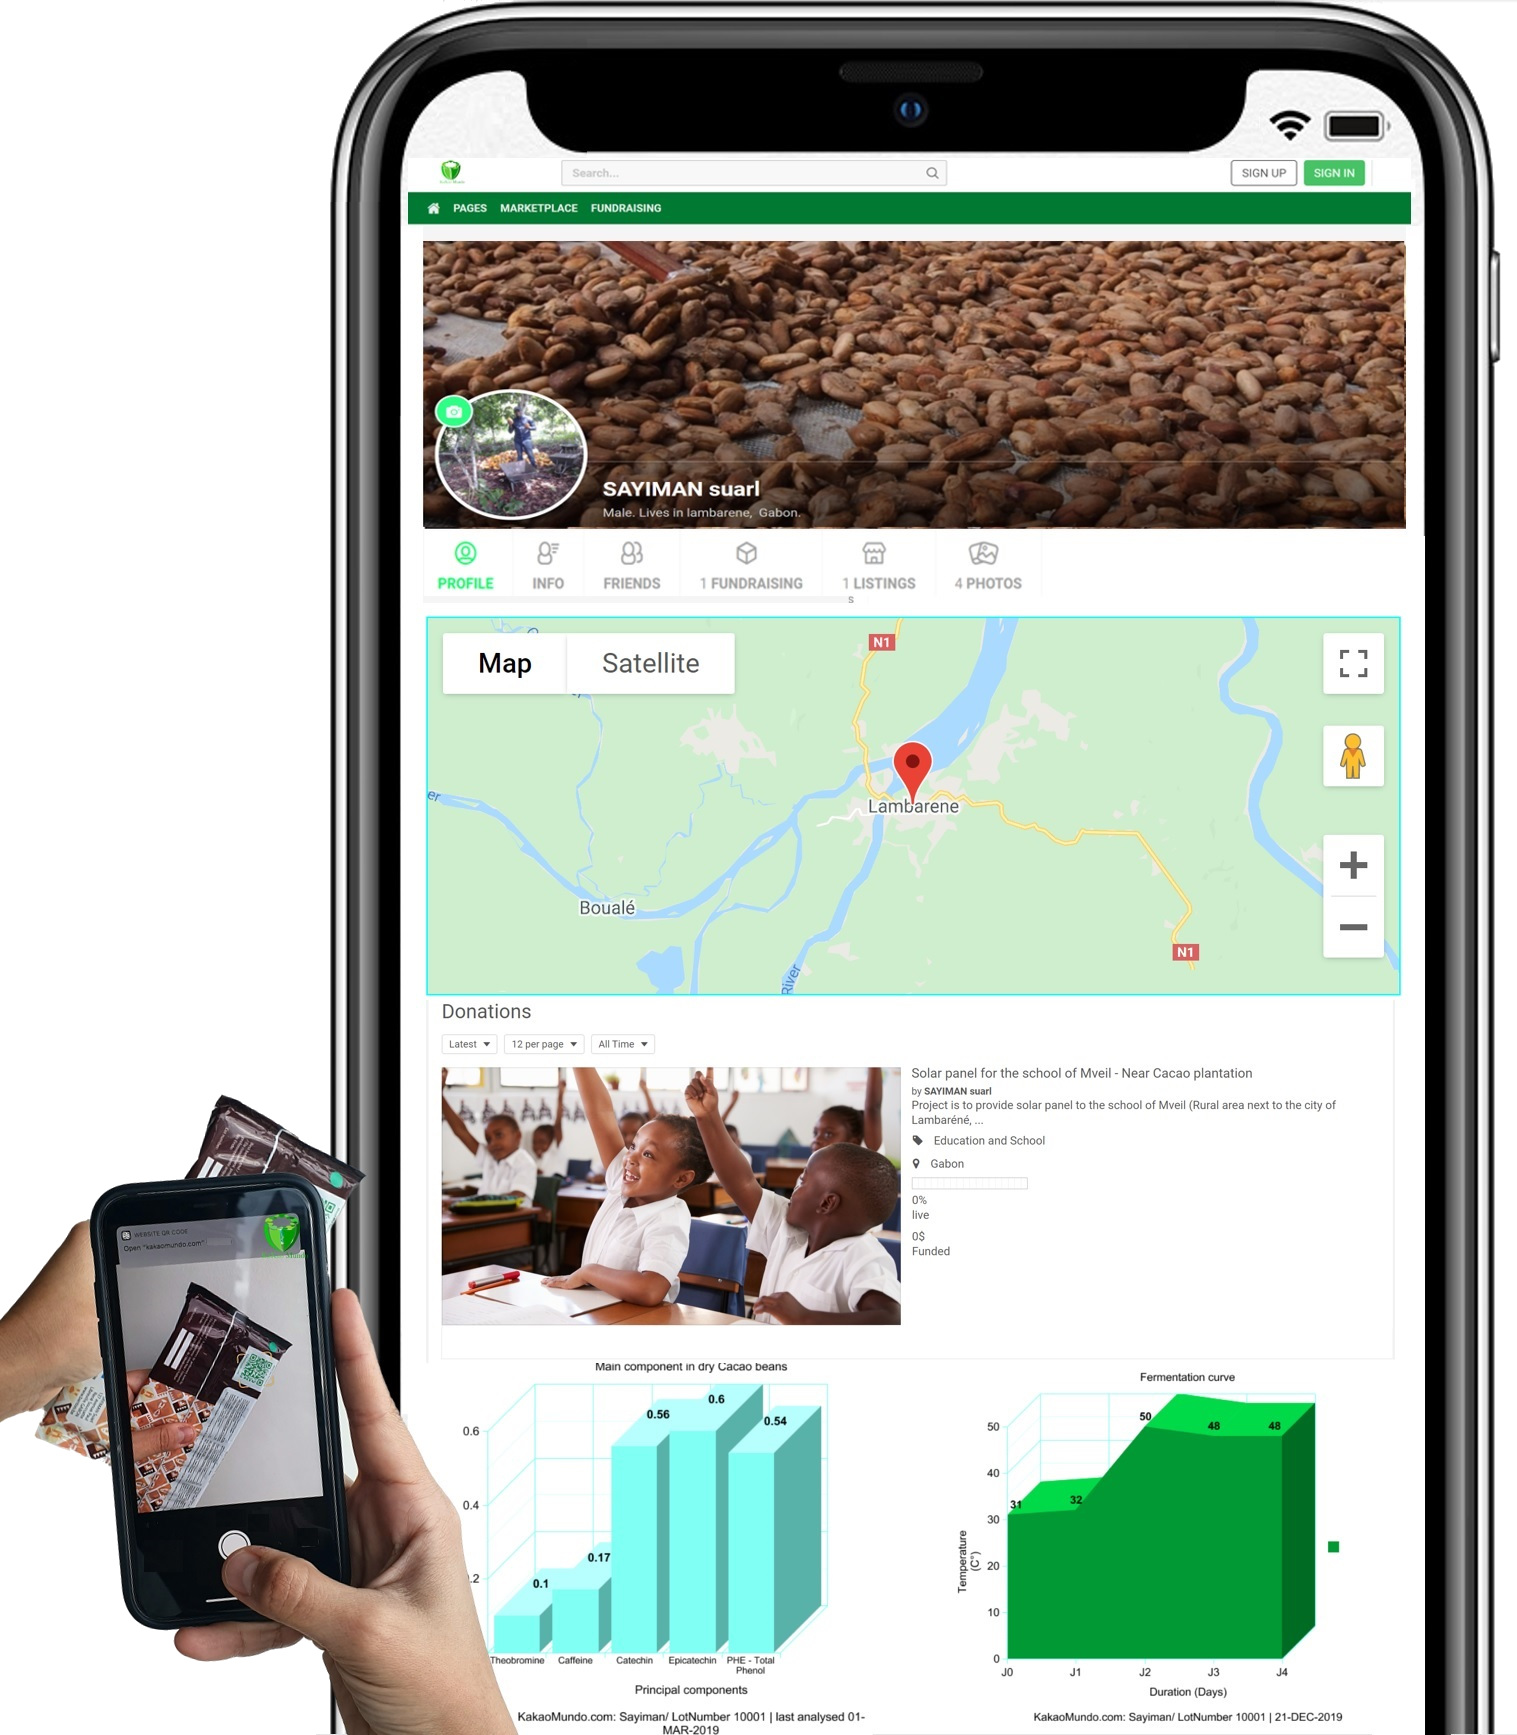 Search...
SIGN UP
SIGN IN
PAGES MARKETPLACE FUNDRAISING
SAYIMAN suarl
Male. Lives in lambarene, Gabon.
PROFILE
INFO
FRIENDS
1 FUNDRAISING
1 LISTINGS
4 PHOTOS
s
Map
Satellite
N1
Lambarene
er
Boualé
N1
River
Donations
Latest
12 per page
All Time
Solar panel for the school of Mveil - Near Cacao plantation
by SAYIMAN suarl
Project is to provide solar panel to the school of Mveil (Rural area next to the city of
Lambaréné, ...
Education and School
Gabon
0%
live
0$
Funded
WEBSITE QR CODE
Open "kakaomundo.com"
Main component in dry Cacao beans
0.6
0.4
.2
0.1
0.17
0.56
0.6
0.54
Theobromine
Caffeine
Catechin
Epicatechin
PHE - Total
Phenol
Principal components
KakaoMundo.com: Sayiman/ LotNumber 10001 | last analysed 01-
MAR-2019
Fermentation curve
50
40
30
20
10
0
Temperature
(C°)
31
32
50
48
48
J0
J1
J2
J3
J4
Duration (Days)
KakaoMundo.com: Sayiman/ LotNumber 10001 | 21-DEC-2019